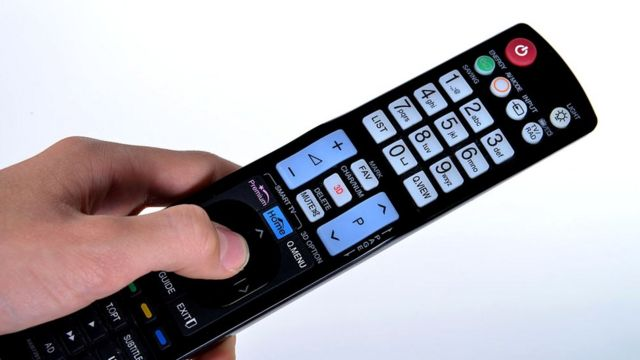 ENERGY
SAVING
AV MODE
INPUT
LIGHT
TV/
RAD
1.,;@
2abc
3def
4ghi
5jkl
6mno
7pqrs
8tuv
9wxyz
LIST
0
Q.VIEW
+
-
MARK
FAV
CHAR/NUM
3D
DELETE
MUTE
P
PAGE
Premium
SMART TV
Home
3D OPTION
Q.MENU
GUIDE
EXIT
T.OPT
SUBTITLE
AD